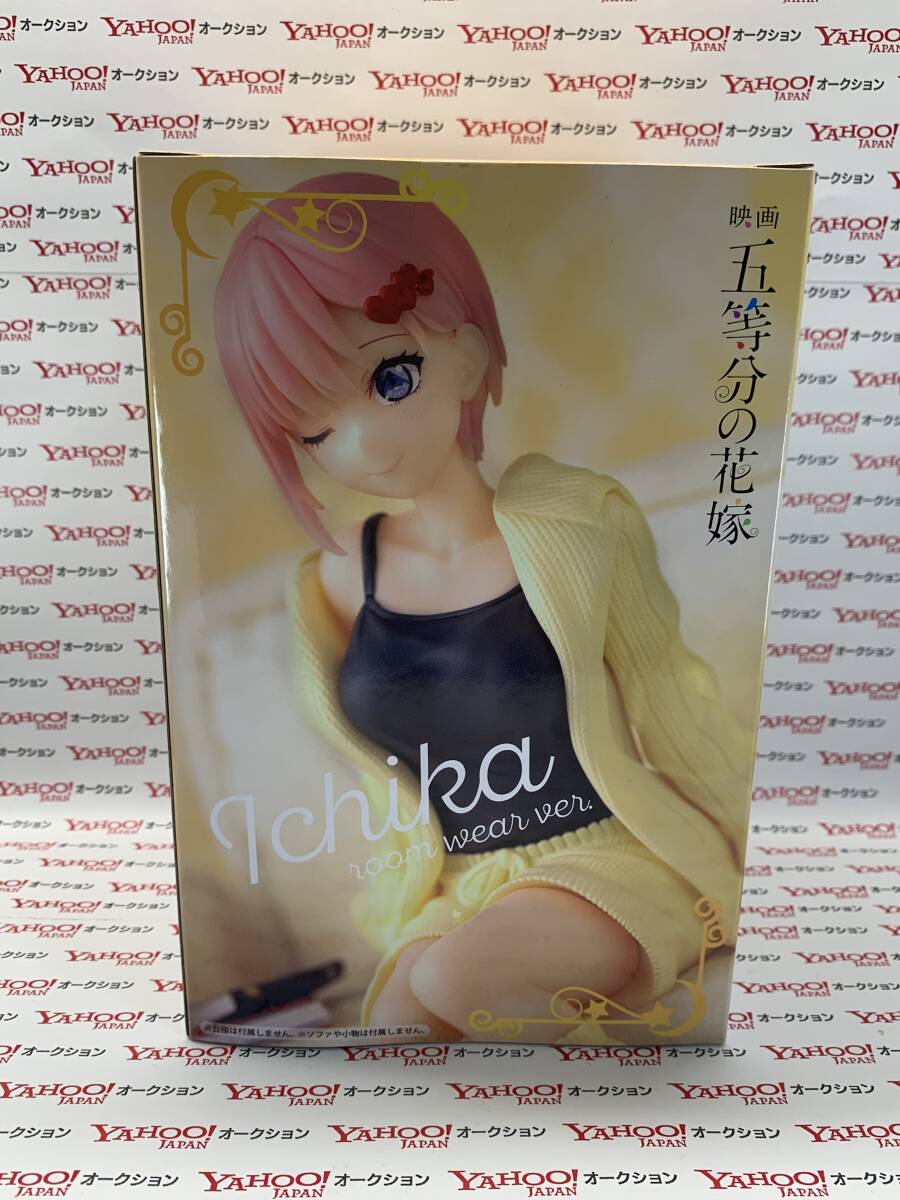 映画
五等分の花嫁
Ichika
room wear ver.
※台座は付属しません。※ソファや小物は付属しません。
YAHOO!オークション
JAPAN